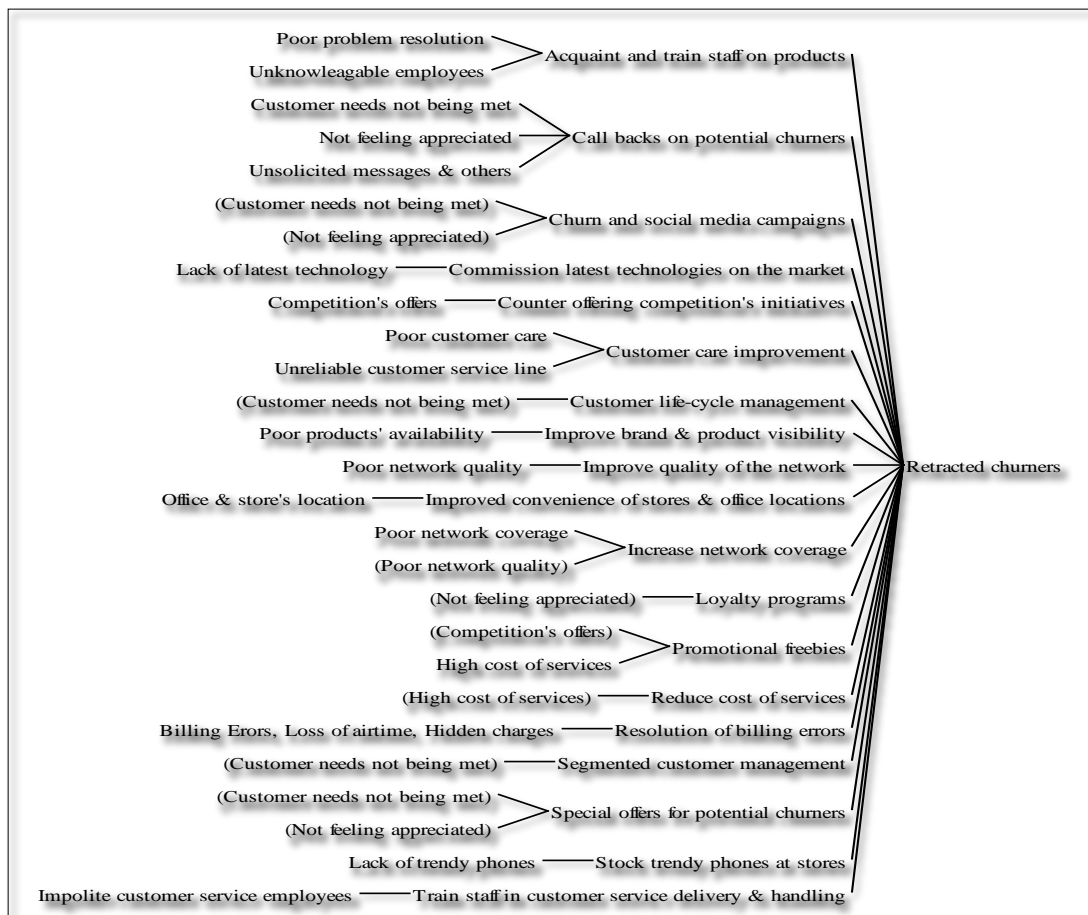 Poor problem resolution
Acquaint and train staff on products
Unknowleagable employees
Customer needs not being met
Not feeling appreciated
Call backs on potential churners
Unsolicited messages & others
(Customer needs not being met)
Churn and social media campaigns
(Not feeling appreciated)
Lack of latest technology
Commission latest technologies on the market
Competition's offers
Counter offering competition's initiatives
Poor customer care
Customer care improvement
Unreliable customer service line
(Customer needs not being met)
Customer life-cycle management
Poor products' availability
Improve brand & product visibility
Poor network quality
Improve quality of the network
Retracted churners
Office & store's location
Improved convenience of stores & office locations
Poor network coverage
Increase network coverage
(Poor network quality)
(Not feeling appreciated)
Loyalty programs
(Competition's offers)
Promotional freebies
High cost of services
(High cost of services)
Reduce cost of services
Billing Erors, Loss of airtime, Hidden charges
Resolution of billing errors
(Customer needs not being met)
Segmented customer management
(Customer needs not being met)
Special offers for potential churners
(Not feeling appreciated)
Lack of trendy phones
Stock trendy phones at stores
Impolite customer service employees
Train staff in customer service delivery & handling